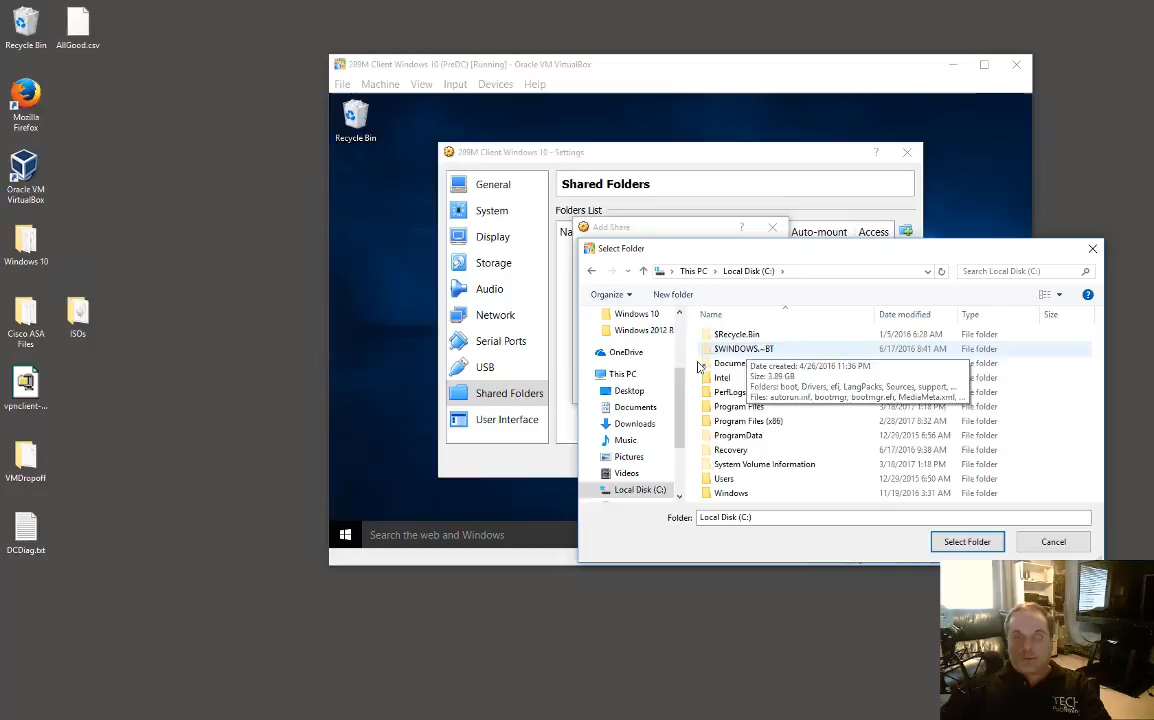 Recycle Bin
AllGood.csv
Mozilla
Firefox
Oracle VM
VirtualBox
Windows 10
Cisco ASA
Files
ISOs
vpnclient-...
VMDropoff
DCDiag.txt
289M Client Windows 10 (PreDC) [Running] - Oracle VM VirtualBox
File Machine View Input Devices Help
Recycle Bin
289M Client Windows 10 - Settings
?
General
System
Display
Storage
Audio
Network
Serial Ports
USB
Shared Folders
User Interface
Shared Folders
Folders List
Na
Auto-mount Access
Add Share
?
Select Folder
This PC Local Disk (C:)
Search Local Disk (C:)
Organize New folder
Windows 10
Windows 2012 R
OneDrive
This PC
Desktop
Documents
Downloads
Music
Pictures
Videos
Local Disk (C:)
Name Date modified Type Size
$Recycle.Bin 1/5/2016 6:28 AM File folder
$WINDOWS.~BT 6/17/2016 8:41 AM File folder
Docume
Intel
PerfLogs
Program Files
Program Files (x86) 2/28/2017 8:32 AM File folder
ProgramData 12/29/2015 6:56 AM File folder
Recovery 6/17/2016 9:38 AM File folder
System Volume Information 3/18/2017 1:18 PM File folder
Users 12/29/2015 6:50 AM File folder
Windows 11/19/2016 3:31 AM File folder
Date created: 4/26/2016 11:36 PM
Size: 3.89 GB
Folders: boot, Drivers, efi, LangPacks, Sources, support, ...
Files: autorun.inf, bootmgr, bootmgr.efi, MediaMeta.xml, ...
Folder: Local Disk (C:)
Select Folder Cancel
Search the web and Windows
TECH